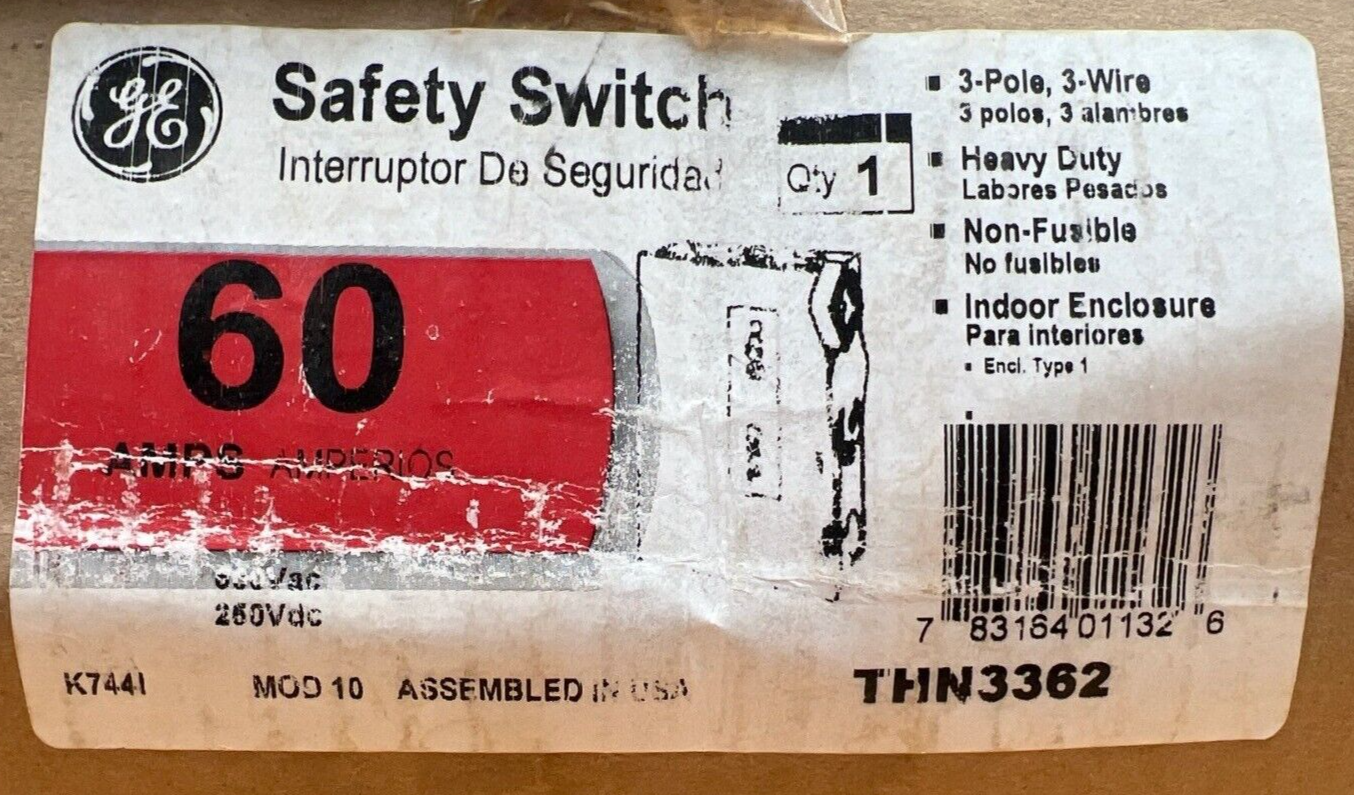 GE
Safety Switch
Interruptor De Seguridad
Qty 1
3-Pole, 3-Wire
3 polos, 3 alambres
Heavy Duty
Labores Pesados
Non-Fusible
No fusibles
Indoor Enclosure
Para interiores
Encl. Type 1
60
AMPS AMPERIOS
250Vdc
7 83164 01132 6
K744I MOD 10 ASSEMBLED IN USA
THN3362